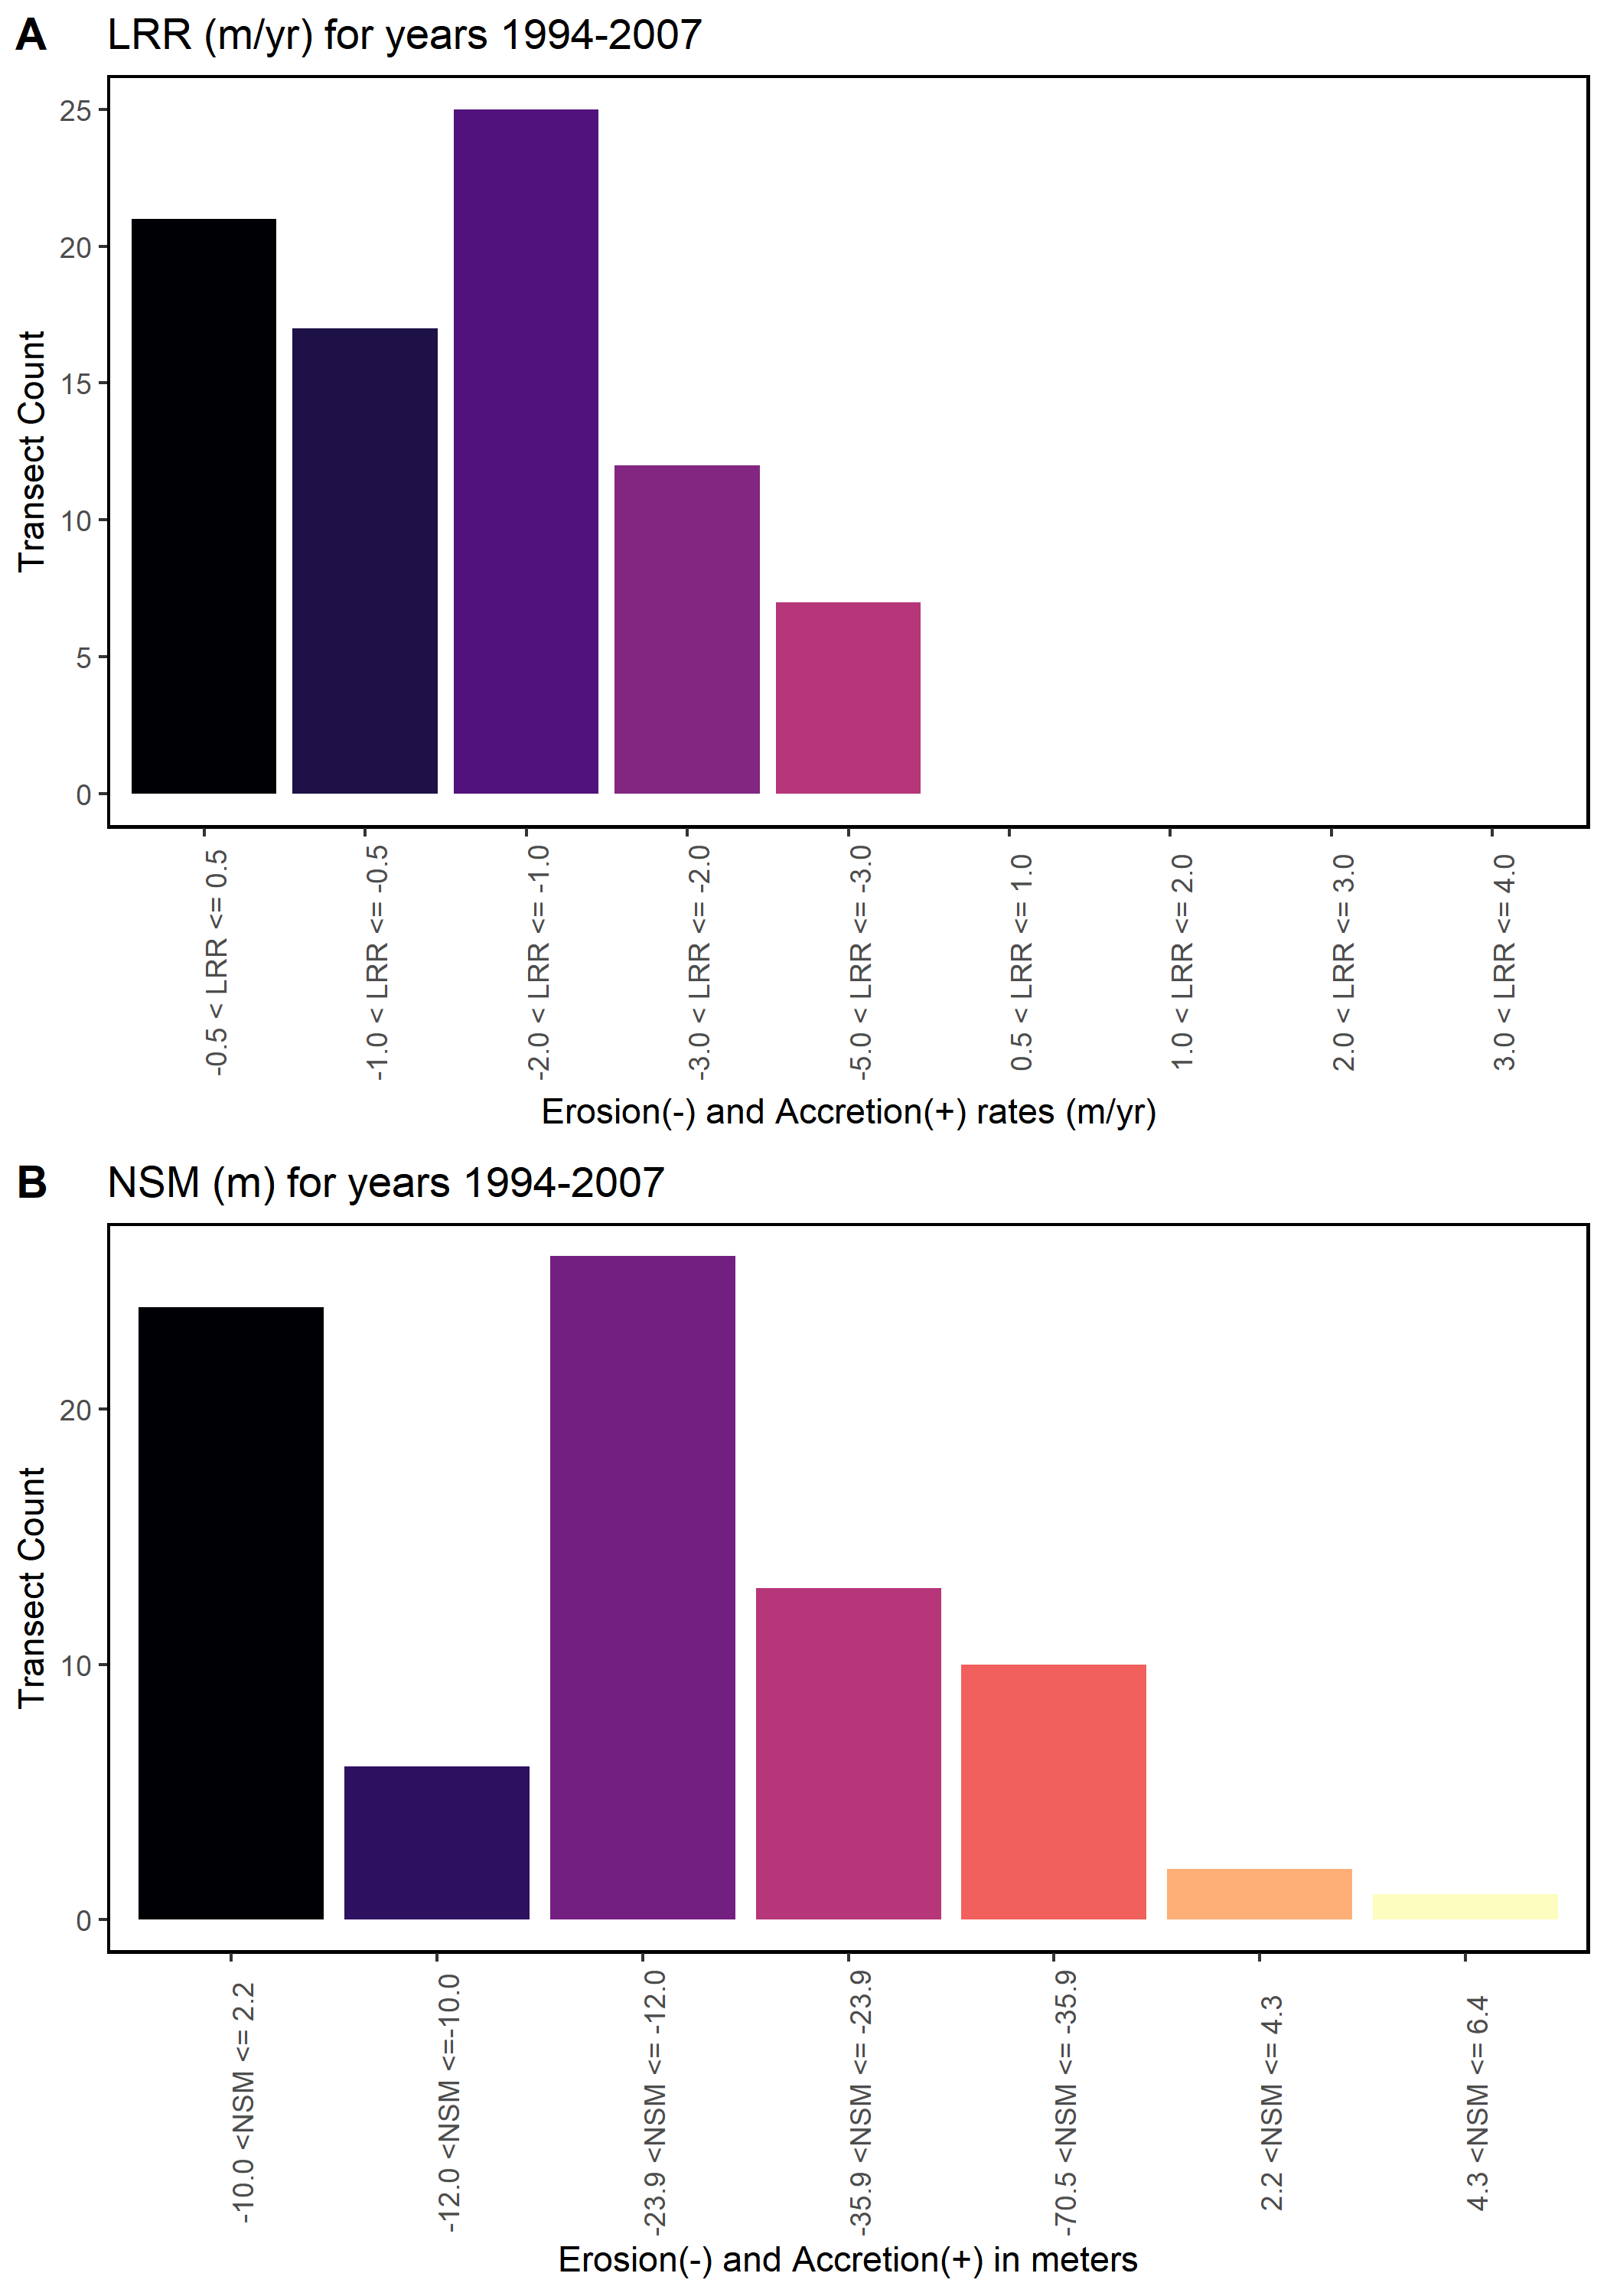 A LRR (m/yr) for years 1994-2007
Transect Count
25
20
15
10
5
0
-0.5 < LRR <= 0.5
-1.0 < LRR <= -0.5
-2.0 < LRR <= -1.0
-3.0 < LRR <= -2.0
-5.0 < LRR <= -3.0
0.5 < LRR <= 1.0
1.0 < LRR <= 2.0
2.0 < LRR <= 3.0
3.0 < LRR <= 4.0
Erosion(-) and Accretion(+) rates (m/yr)
B NSM (m) for years 1994-2007
Transect Count
20
10
0
-10.0 <NSM <= 2.2
-12.0 <NSM <=-10.0
-23.9 <NSM <= -12.0
-35.9 <NSM <= -23.9
-70.5 <NSM <= -35.9
2.2 <NSM <= 4.3
4.3 <NSM <= 6.4
Erosion(-) and Accretion(+) in meters